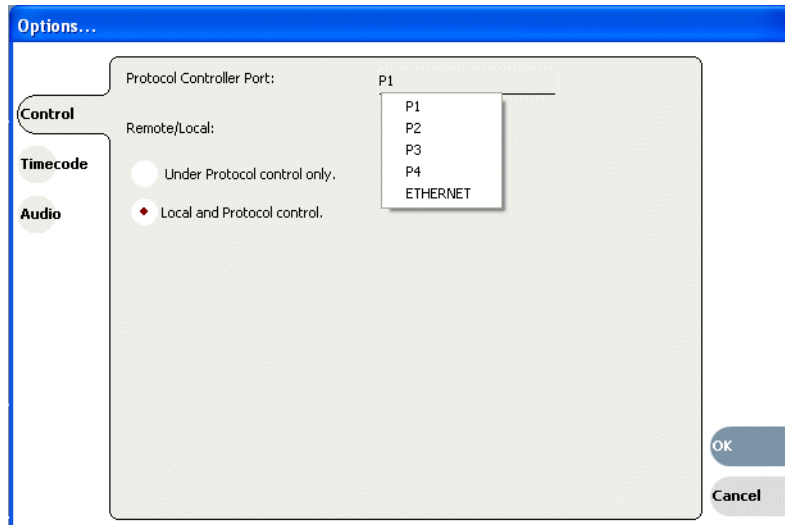 Options...
Control
Timecode
Audio
Protocol Controller Port:
P1
P1
P2
P3
P4
ETHERNET
Remote/Local:
Under Protocol control only.
Local and Protocol control.
OK
Cancel